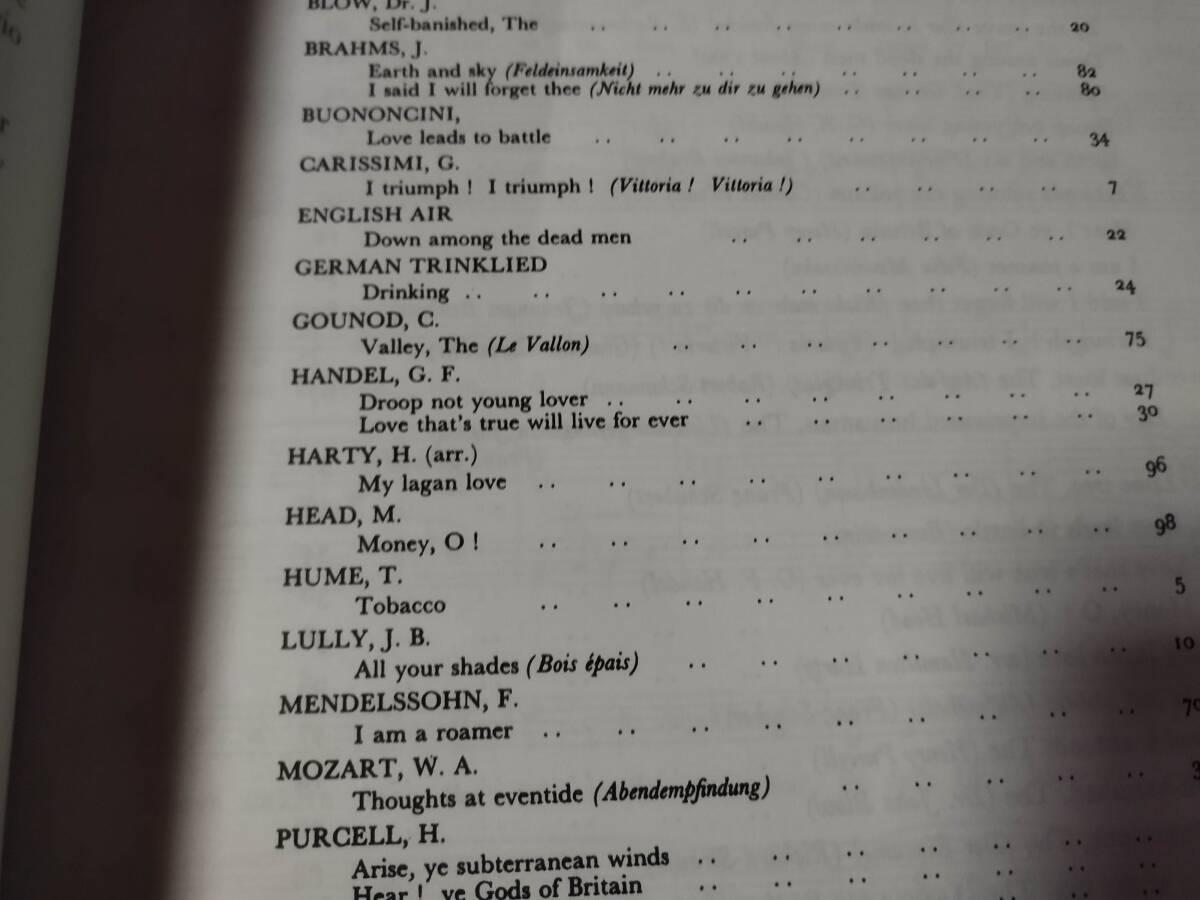 BLOW, Dr. J.
Self-banished, The .. .. .. .. .. .. .. .. 20
BRAHMS, J.
Earth and sky (Feldeinsamkeit) .. .. .. .. .. .. .. 82
I said I will forget thee (Nicht mehr zu dir zu gehen) .. .. .. .. 80
BUONONCINI,
Love leads to battle .. .. .. .. .. .. .. .. 34
CARISSIMI, G.
I triumph ! I triumph ! (Vittoria ! Vittoria !) .. .. .. .. 7
ENGLISH AIR
Down among the dead men .. .. .. .. .. .. 22
GERMAN TRINKLIED
Drinking .. .. .. .. .. .. .. .. .. .. 24
GOUNOD, C.
Valley, The (Le Vallon) .. .. .. .. .. .. .. 75
HANDEL, G. F.
Droop not young lover .. .. .. .. .. .. .. .. 27
Love that's true will live for ever .. .. .. .. .. .. 30
HARTY, H. (arr.)
My lagan love .. .. .. .. .. .. .. .. .. 96
HEAD, M.
Money, O ! .. .. .. .. .. .. .. .. .. 98
HUME, T.
Tobacco .. .. .. .. .. .. .. .. .. 5
LULLY, J. B.
All your shades (Bois épais) .. .. .. .. .. .. .. 10
MENDELSSOHN, F.
I am a roamer .. .. .. .. .. .. .. .. ..
MOZART, W. A.
Thoughts at eventide (Abendempfindung) .. .. .. .. ..
PURCELL, H.
Arise, ye subterranean winds .. .. .. .. .. .. ..
Hear ! ye Gods of Britain .. .. .. .. .. .. ..